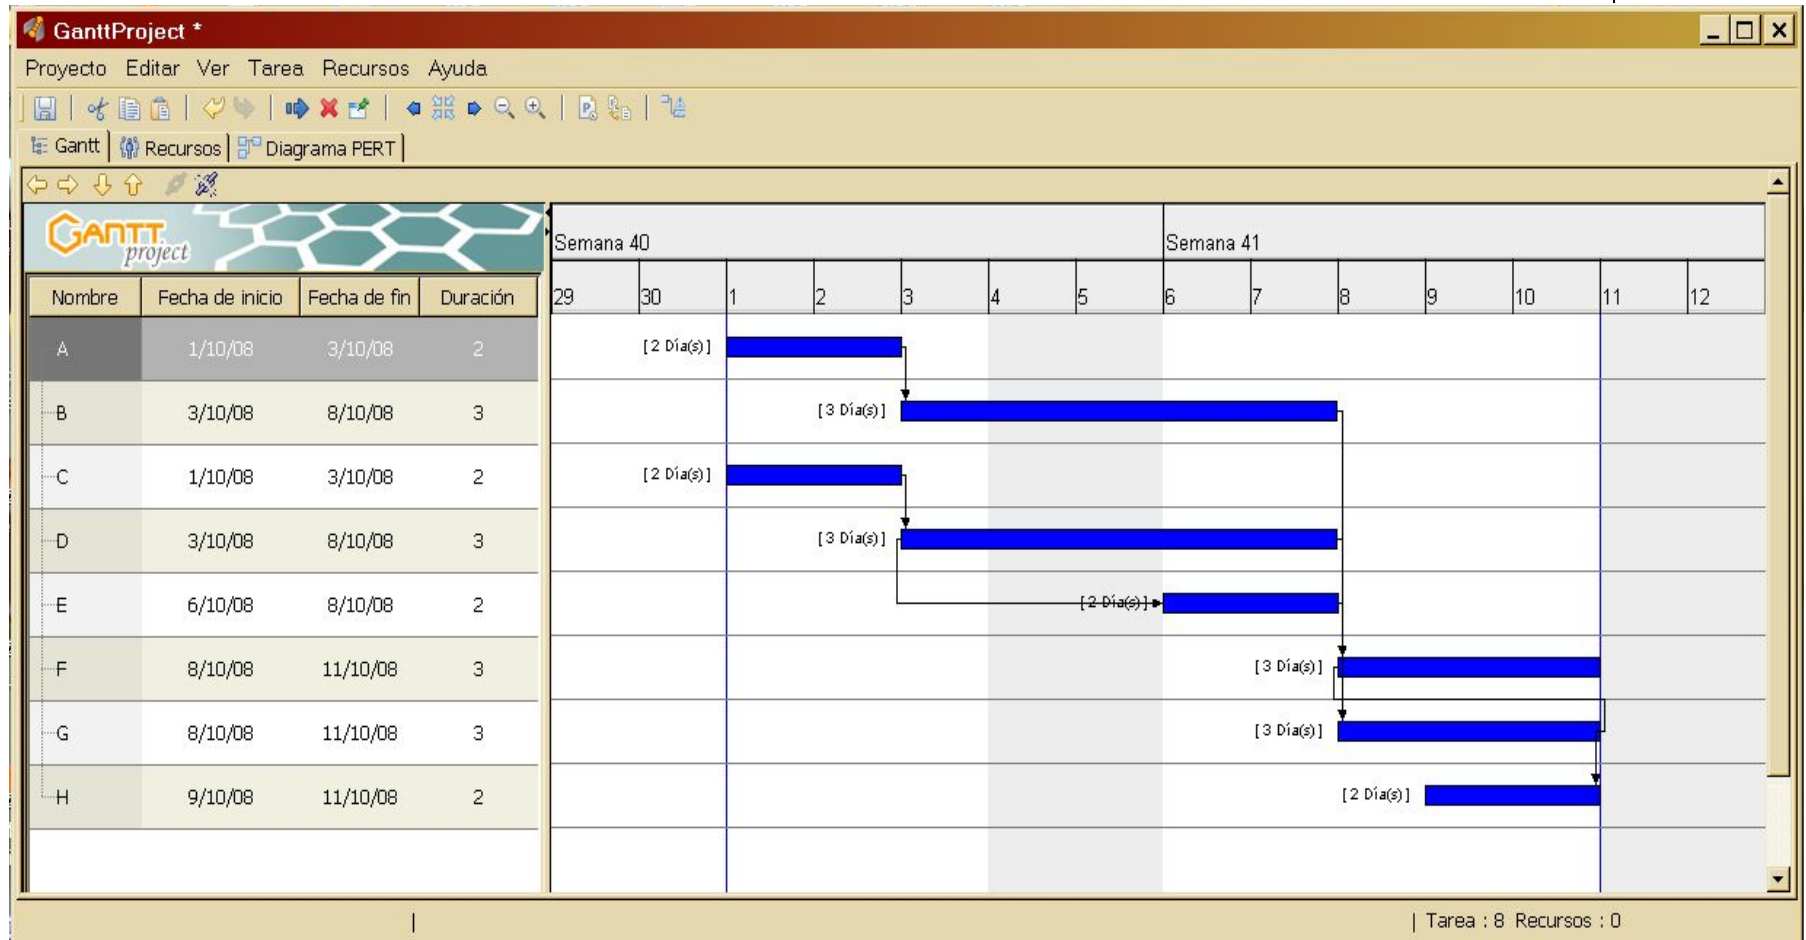 GanttProject *
Proyecto Editar Ver Tarea Recursos Ayuda
Gantt Recursos Diagrama PERT
GANTT project
Semana 40 Semana 41
Nombre Fecha de inicio Fecha de fin Duración 29 30 1 2 3 4 5 6 7 8 9 10 11 12
A 1/10/08 3/10/08 2 [2 Día(s)]
B 3/10/08 8/10/08 3 [3 Día(s)]
C 1/10/08 3/10/08 2 [2 Día(s)]
D 3/10/08 8/10/08 3 [3 Día(s)]
E 6/10/08 8/10/08 2 [2 Día(s)]
F 8/10/08 11/10/08 3 [3 Día(s)]
G 8/10/08 11/10/08 3 [3 Día(s)]
H 9/10/08 11/10/08 2 [2 Día(s)]
Tarea : 8 Recursos : 0